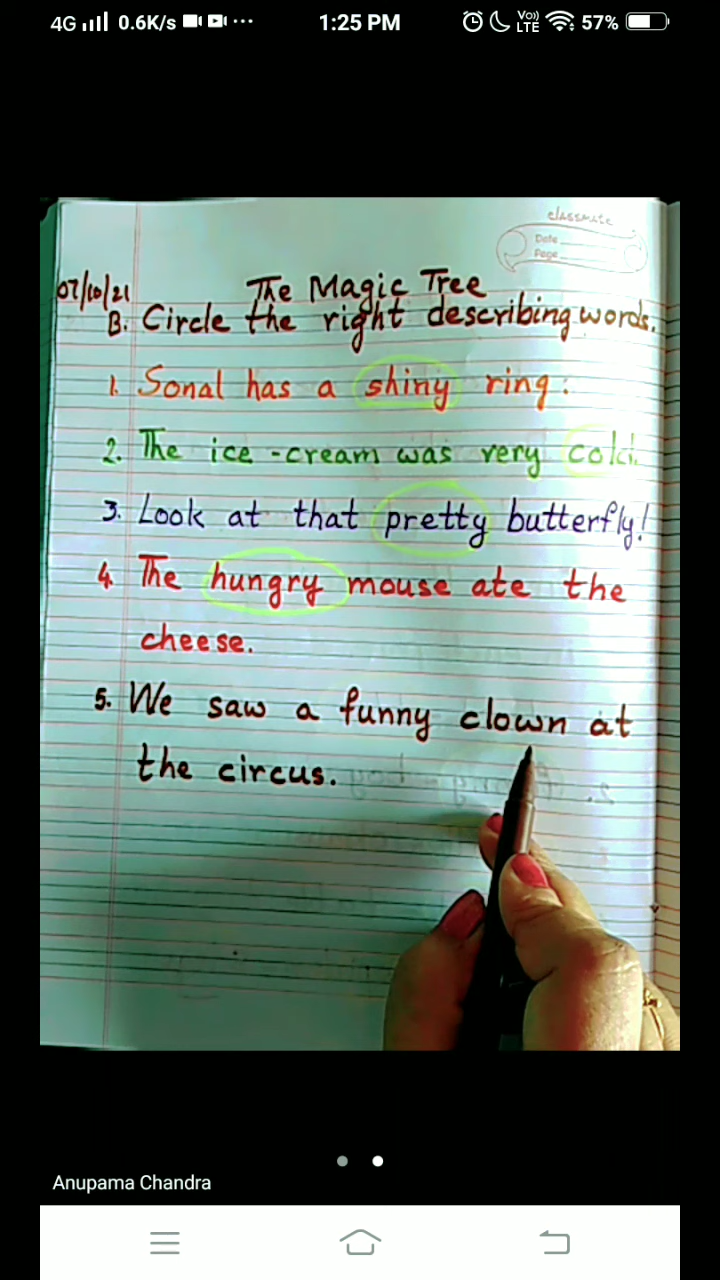 4G 0.6K/s ... 1:25 PM Vo) LTE 57%
classmate
Date
Page
07/10/21 The Magic Tree
B. Circle the right describing words.
1. Sonal has a shiny ring.
2. The ice-cream was very cold.
3. Look at that pretty butterfly!
4. The hungry mouse ate the
cheese.
5. We saw a funny clown at
the circus.
Anupama Chandra